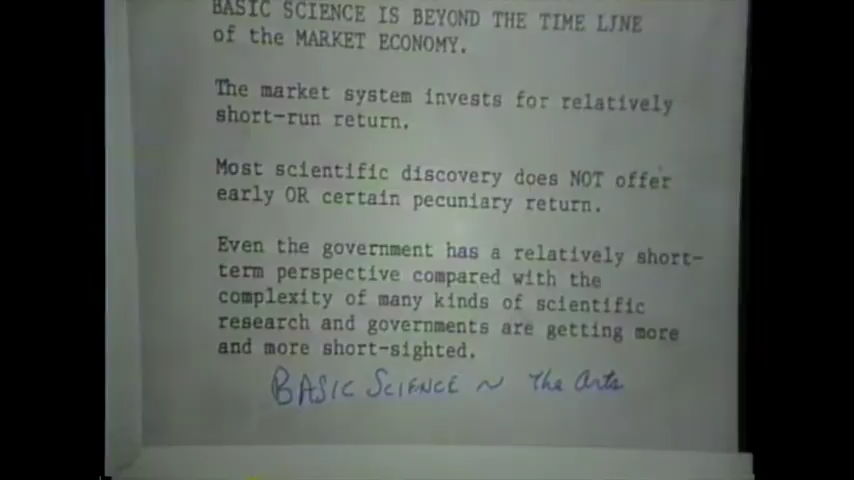 BASIC SCIENCE IS BEYOND THE TIME LINE
of the MARKET ECONOMY.
The market system invests for relatively
short-run return.
Most scientific discovery does NOT offer
early OR certain pecuniary return.
Even the government has a relatively short-
term perspective compared with the
complexity of many kinds of scientific
research and governments are getting more
and more short-sighted.
BASIC SCIENCE ~ The Arts